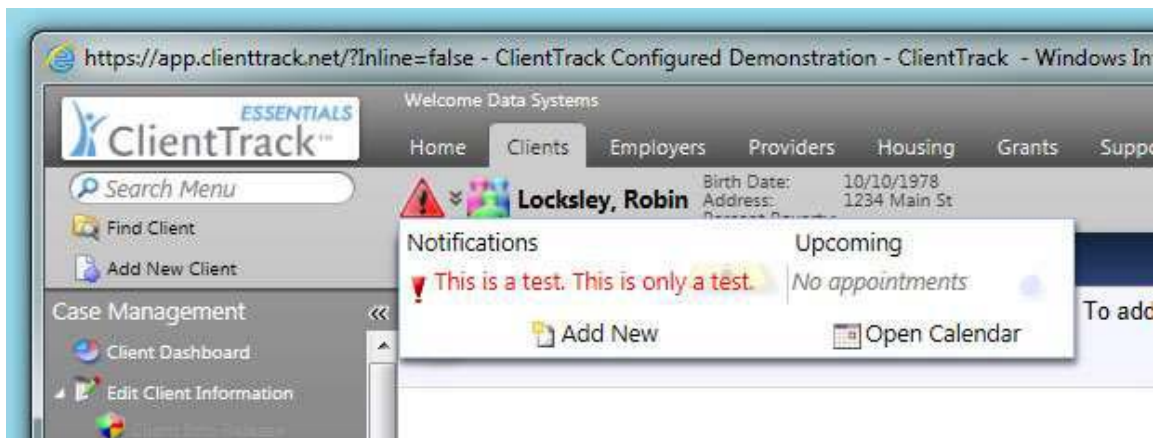 https://app.clienttrack.net/?Inline=false - ClientTrack Configured Demonstration - ClientTrack - Windows In
ESSENTIALS
ClientTrack™
Welcome Data Systems
Home Clients Employers Providers Housing Grants Suppo
Search Menu
Find Client
Add New Client
Locksley, Robin
Birth Date: 10/10/1978
Address: 1234 Main St
Notifications
This is a test. This is only a test.
Add New
Upcoming
No appointments
Open Calendar
To add
Case Management
Client Dashboard
Edit Client Information